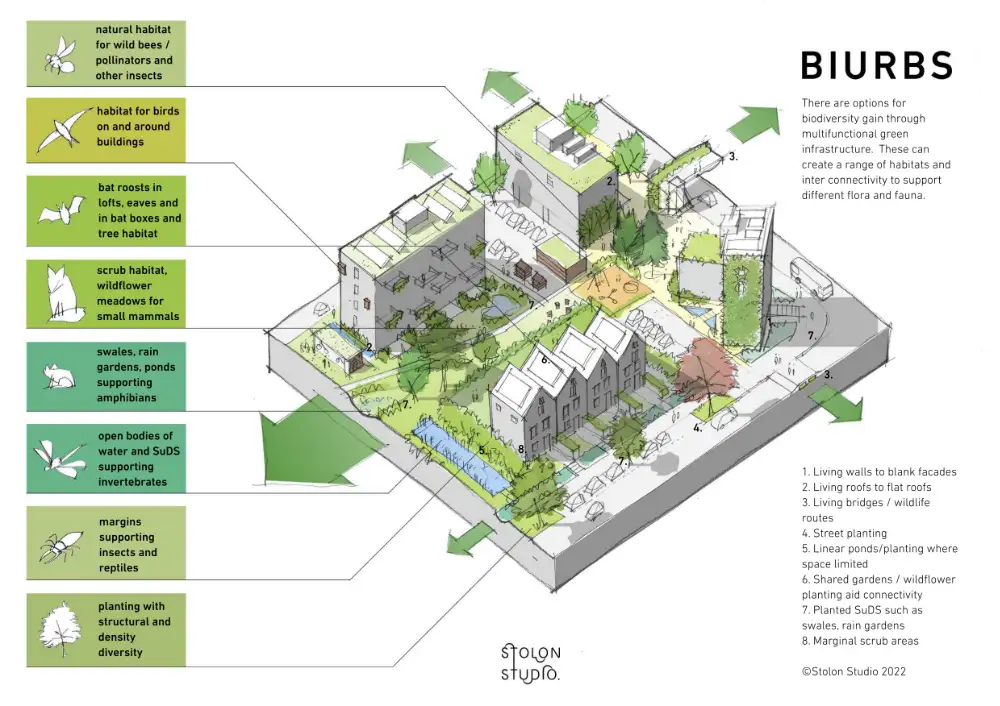 natural habitat
for wild bees /
pollinators and
other insects
habitat for birds
on and around
buildings
bat roosts in
lofts, eaves and
in bat boxes and
tree habitat
scrub habitat,
wildflower
meadows for
small mammals
swales, rain
gardens, ponds
supporting
amphibians
open bodies of
water and SuDS
supporting
invertebrates
margins
supporting
insects and
reptiles
planting with
structural and
density
diversity
3.
2.
7.
2.
6.
3.
7.
4.
5.
8.
7.
STOLON
STUDIO.
BIURBS
There are options for
biodiversity gain through
multifunctional green
infrastructure. These can
create a range of habitats and
inter connectivity to support
different flora and fauna.
1. Living walls to blank facades
2. Living roofs to flat roofs
3. Living bridges / wildlife
routes
4. Street planting
5. Linear ponds/planting where
space limited
6. Shared gardens / wildflower
planting aid connectivity
7. Planted SuDS such as
swales, rain gardens
8. Marginal scrub areas
©Stolon Studio 2022